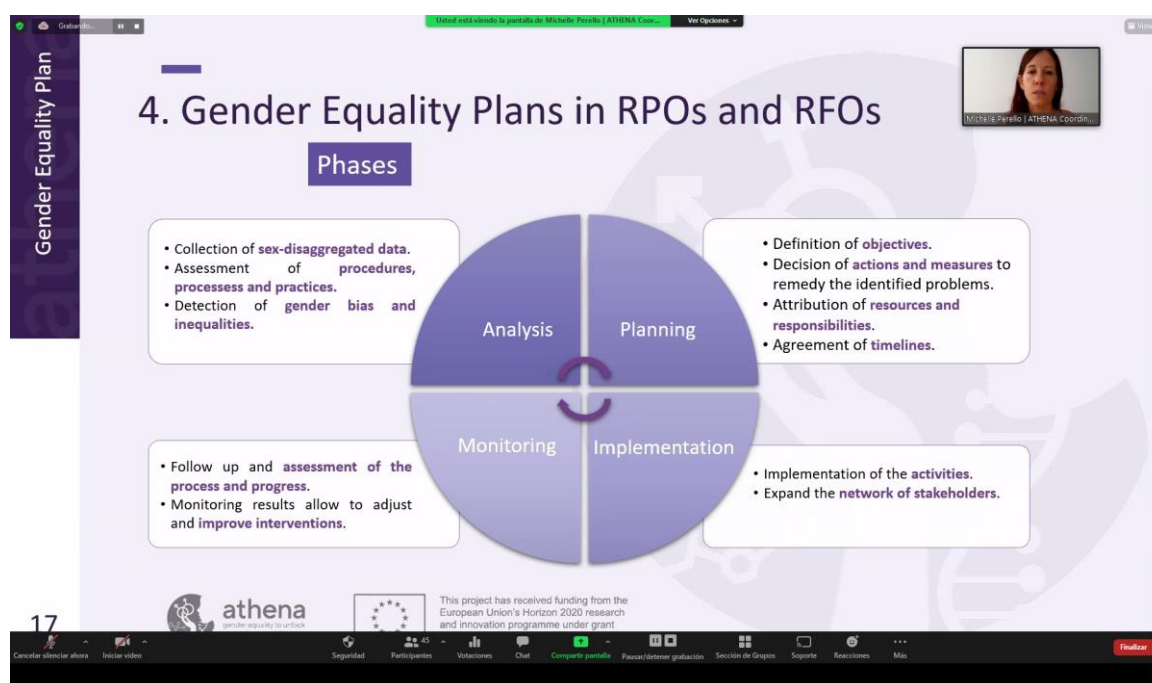 Grabando...
Usted está viendo la pantalla de Michelle Perello | ATHENA Coor...
Ver Opciones
Vista
Gender Equality Plan
4. Gender Equality Plans in RPOs and RFOs
Michelle Perello | ATHENA Coordin...
Phases
• Collection of sex-disaggregated data.
• Assessment of procedures,
processess and practices.
• Detection of gender bias and
inequalities.
Analysis
Planning
• Definition of objectives.
• Decision of actions and measures to
remedy the identified problems.
• Attribution of resources and
responsibilities.
• Agreement of timelines.
• Follow up and assessment of the
process and progress.
• Monitoring results allow to adjust
and improve interventions.
Monitoring
Implementation
• Implementation of the activities.
• Expand the network of stakeholders.
17
athena
gender equality to unlock
This project has received funding from the
European Union's Horizon 2020 research
and innovation programme under grant
Cancelar silenciar ahora
Iniciar video
Seguridad
Participantes
45
Votaciones
Chat
Compartir pantalla
Pausar/detener grabación
Sección de Grupos
Soporte
Reacciones
Más
Finalizar